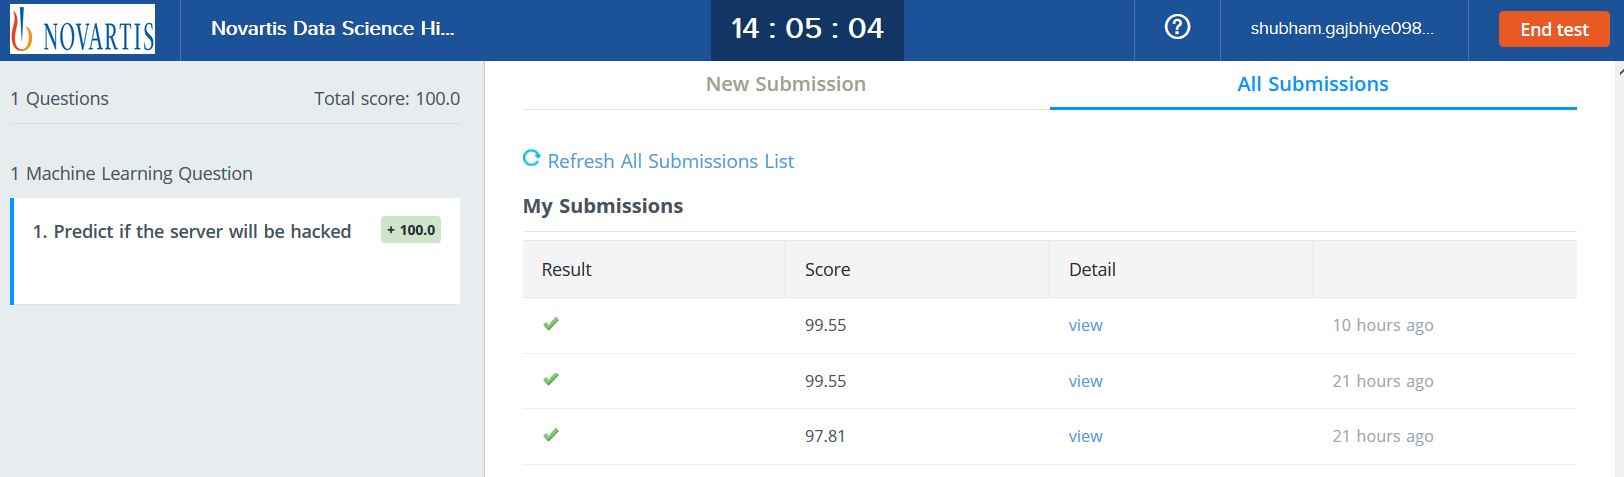 NOVARTIS
Novartis Data Science Hi...
14 : 05 : 04
shubham.gajbhiye098...
End test
1 Questions
Total score: 100.0
1 Machine Learning Question
1. Predict if the server will be hacked
+ 100.0
New Submission
All Submissions
Refresh All Submissions List
My Submissions
Result Score Detail
99.55 view 10 hours ago
99.55 view 21 hours ago
97.81 view 21 hours ago